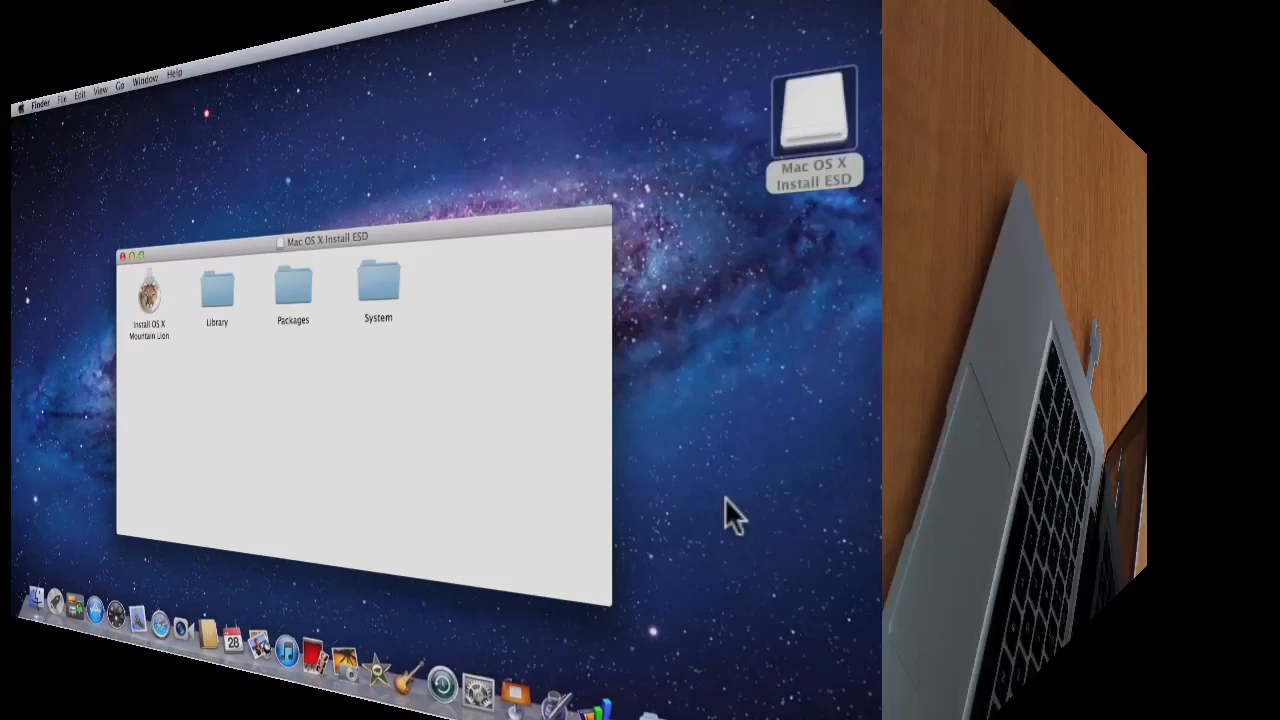 Finder File Edit View Go Window Help
Mac OS X
Install ESD
Mac OS X Install ESD
Install OS X
Mountain Lion
Library
Packages
System
28